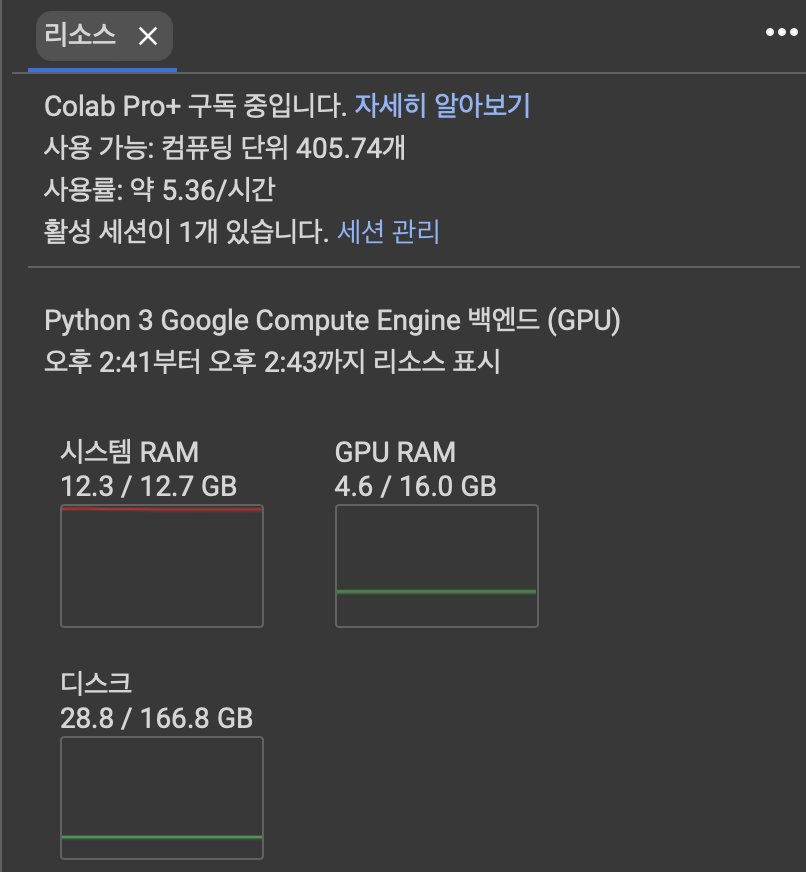 리소스
Colab Pro+ 구독 중입니다. 자세히 알아보기
사용 가능: 컴퓨팅 단위 405.74개
사용률: 약 5.36/시간
활성 세션이 1개 있습니다. 세션 관리
Python 3 Google Compute Engine 백엔드 (GPU)
오후 2:41부터 오후 2:43까지 리소스 표시
시스템 RAM
12.3 / 12.7 GB
GPU RAM
4.6 / 16.0 GB
디스크
28.8 / 166.8 GB